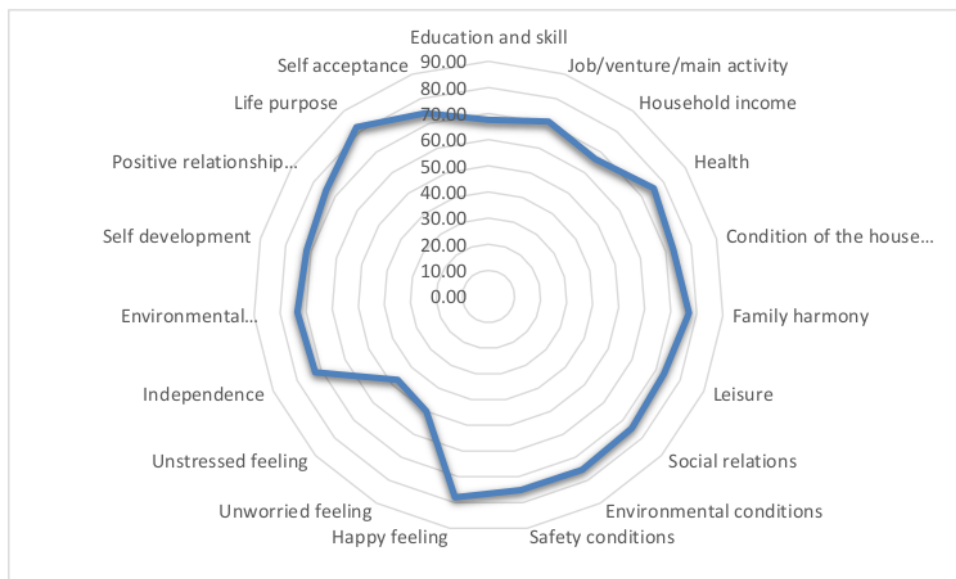 Education and skill
Job/venture/main activity
Household income
Health
Condition of the house...
Family harmony
Leisure
Social relations
Environmental conditions
Safety conditions
Happy feeling
Unworried feeling
Unstressed feeling
Independence
Environmental...
Self development
Positive relationship...
Life purpose
Self acceptance
90.00
80.00
70.00
60.00
50.00
40.00
30.00
20.00
10.00
0.00